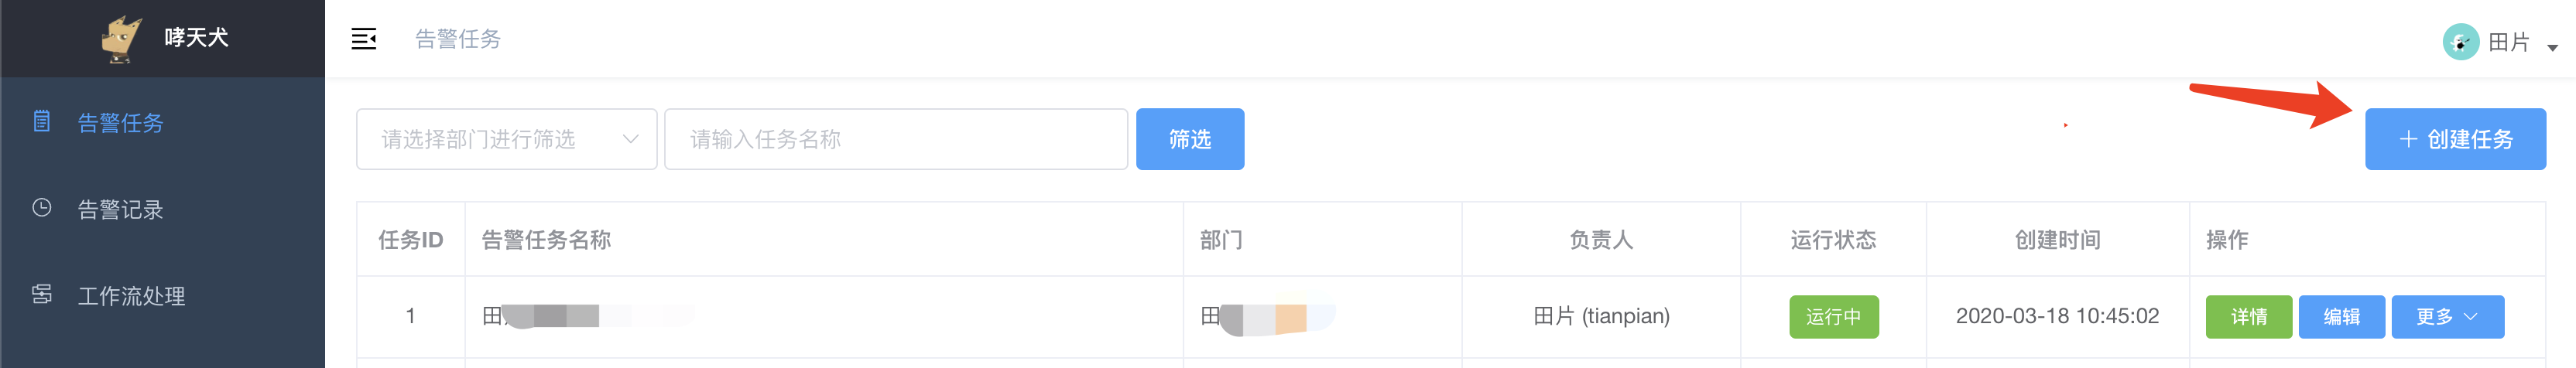 哮天犬
告警任务
田片
告警任务
告警记录
工作流处理
请选择部门进行筛选
请输入任务名称
筛选
创建任务
任务ID 告警任务名称 部门 负责人 运行状态 创建时间 操作
1 田 田 田片 (tianpian) 运行中 2020-03-18 10:45:02 详情 编辑 更多